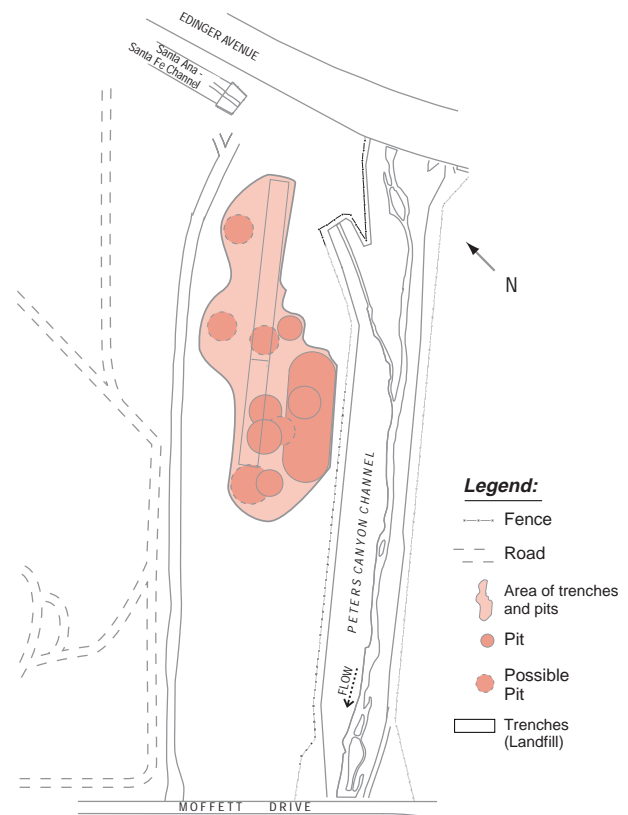 EDINGER AVENUE
Santa Ana -
Santa Fe Channel
N
PETERS CANYON CHANNEL
FLOW
MOFFETT DRIVE
Legend:
Fence
Road
Area of trenches
and pits
Pit
Possible
Pit
Trenches
(Landfill)